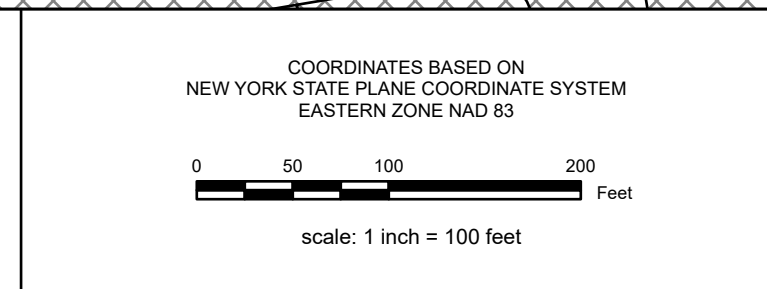 COORDINATES BASED ON
NEW YORK STATE PLANE COORDINATE SYSTEM
EASTERN ZONE NAD 83
0 50 100 200
Feet
scale: 1 inch = 100 feet